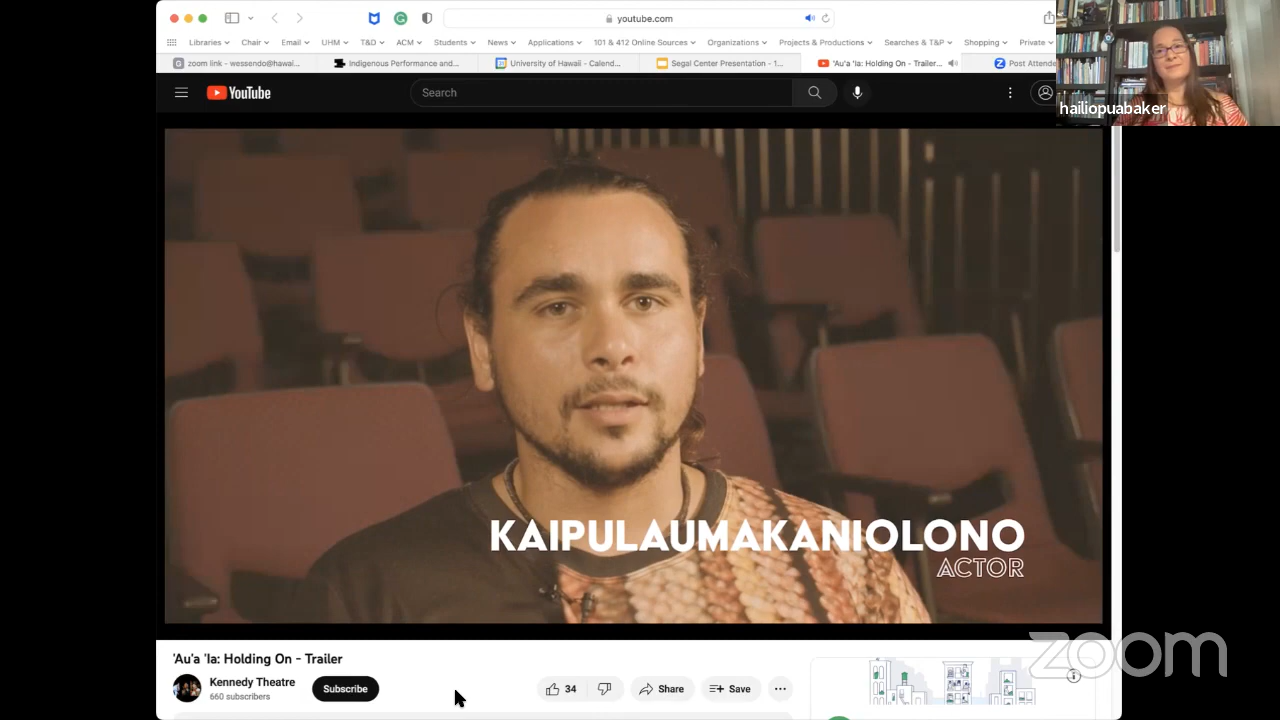 youtube.com
Libraries Chair Email UHM T&D ACM Students News Applications 101 & 412 Online Sources Organizations Projects & Productions Searches & T&P Shopping Private
zoom link - wessendo@hawai... Indigenous Performance and... University of Hawaii - Calend... Segal Center Presentation - 1... 'Au'a 'Ia: Holding On - Trailer... Post Attende
YouTube
Search
hailiopuabaker
KAIPULAUMAKANIOLONO
ACTOR
'Au'a 'Ia: Holding On - Trailer
Kennedy Theatre
660 subscribers
Subscribe
34
Share
Save
zoom